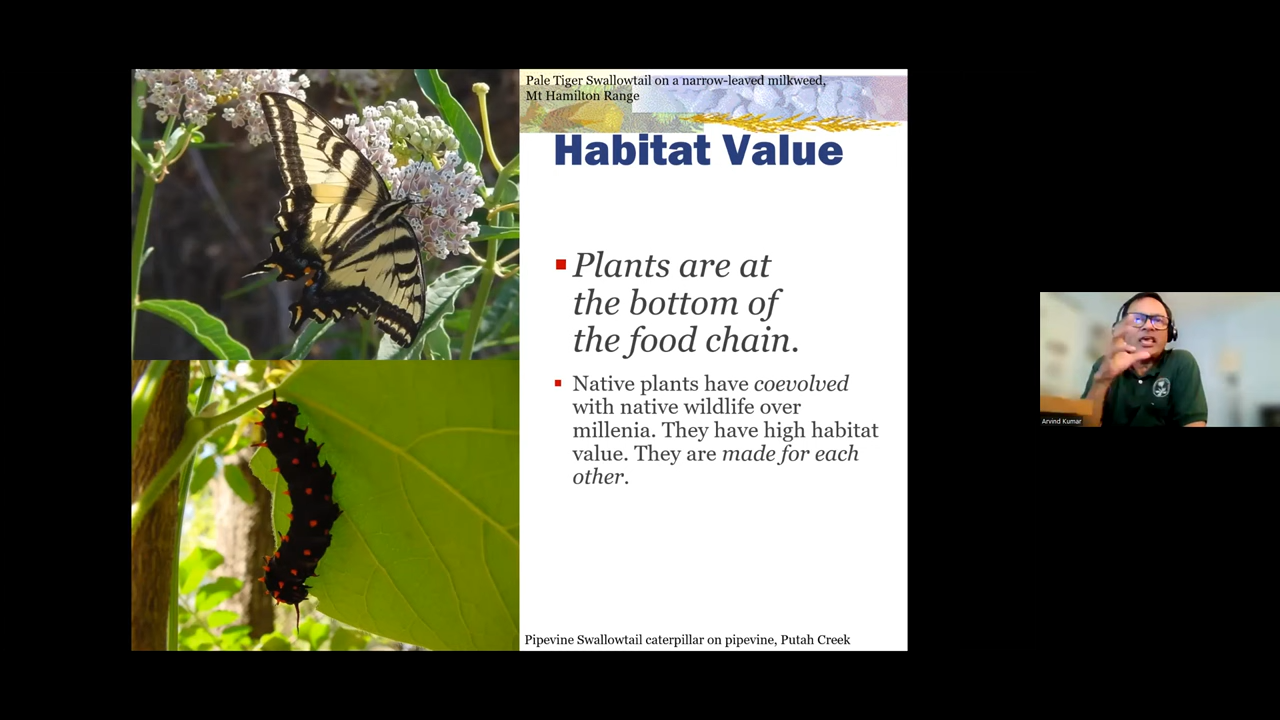 Pale Tiger Swallowtail on a narrow-leaved milkweed,
Mt Hamilton Range
Habitat Value
Plants are at
the bottom of
the food chain.
Native plants have coevolved
with native wildlife over
millenia. They have high habitat
value. They are made for each
other.
Pipevine Swallowtail caterpillar on pipevine, Putah Creek
Arvind Kumar